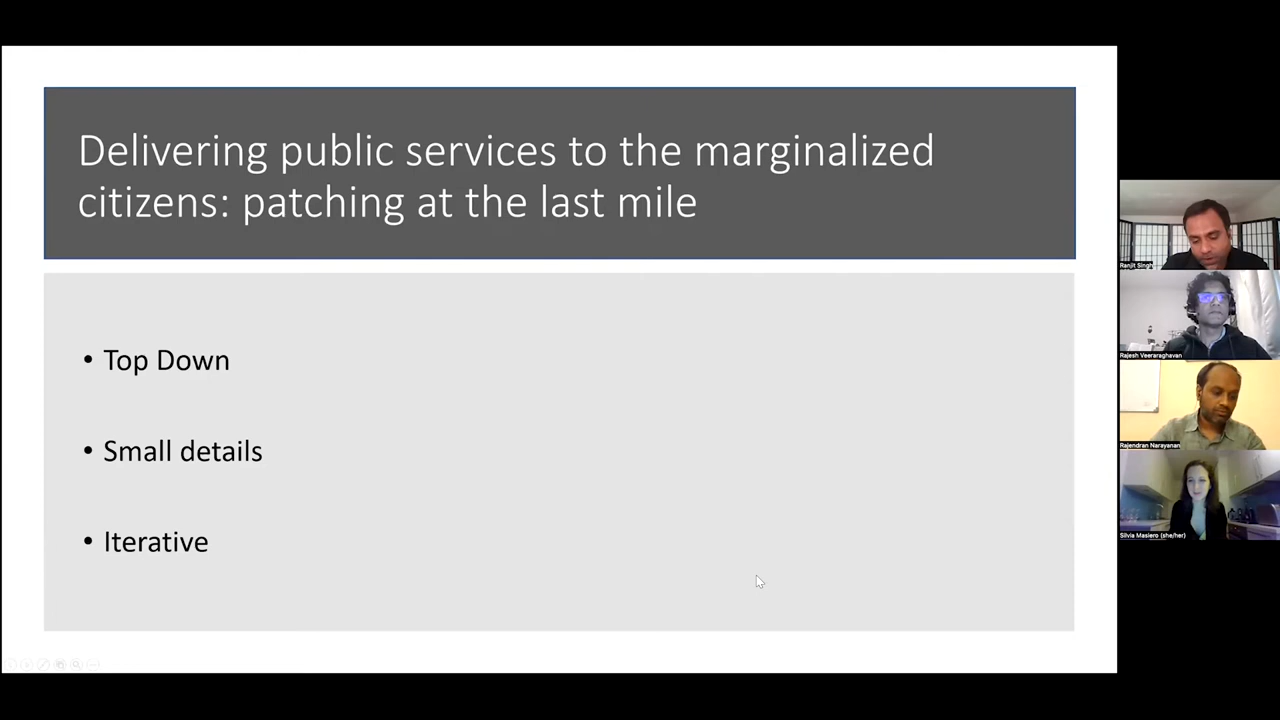 Delivering public services to the marginalized
citizens: patching at the last mile
• Top Down
• Small details
• Iterative
Ranjit Singh
Rajesh Veeraraghavan
Rajendran Narayanan
Silvia Masiero (she/her)